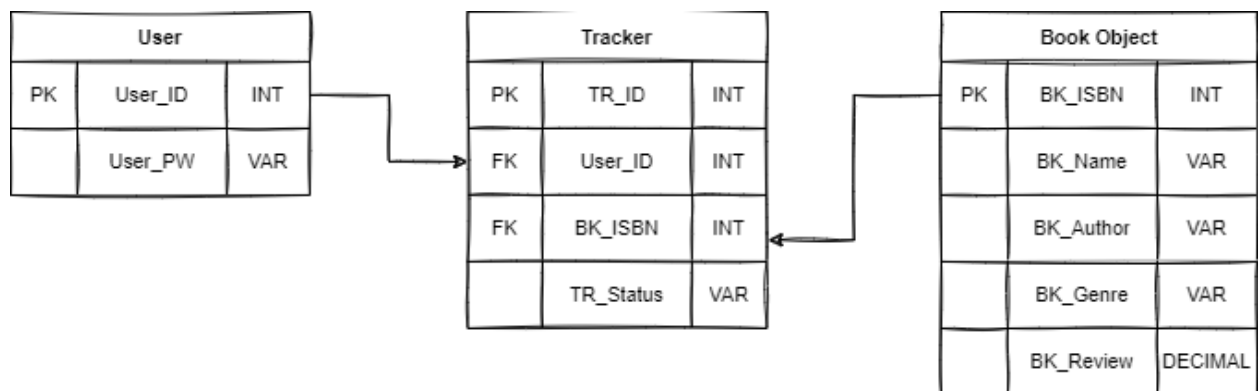 User
PK User_ID INT
User_PW VAR
Tracker
PK TR_ID INT
FK User_ID INT
FK BK_ISBN INT
TR_Status VAR
Book Object
PK BK_ISBN INT
BK_Name VAR
BK_Author VAR
BK_Genre VAR
BK_Review DECIMAL